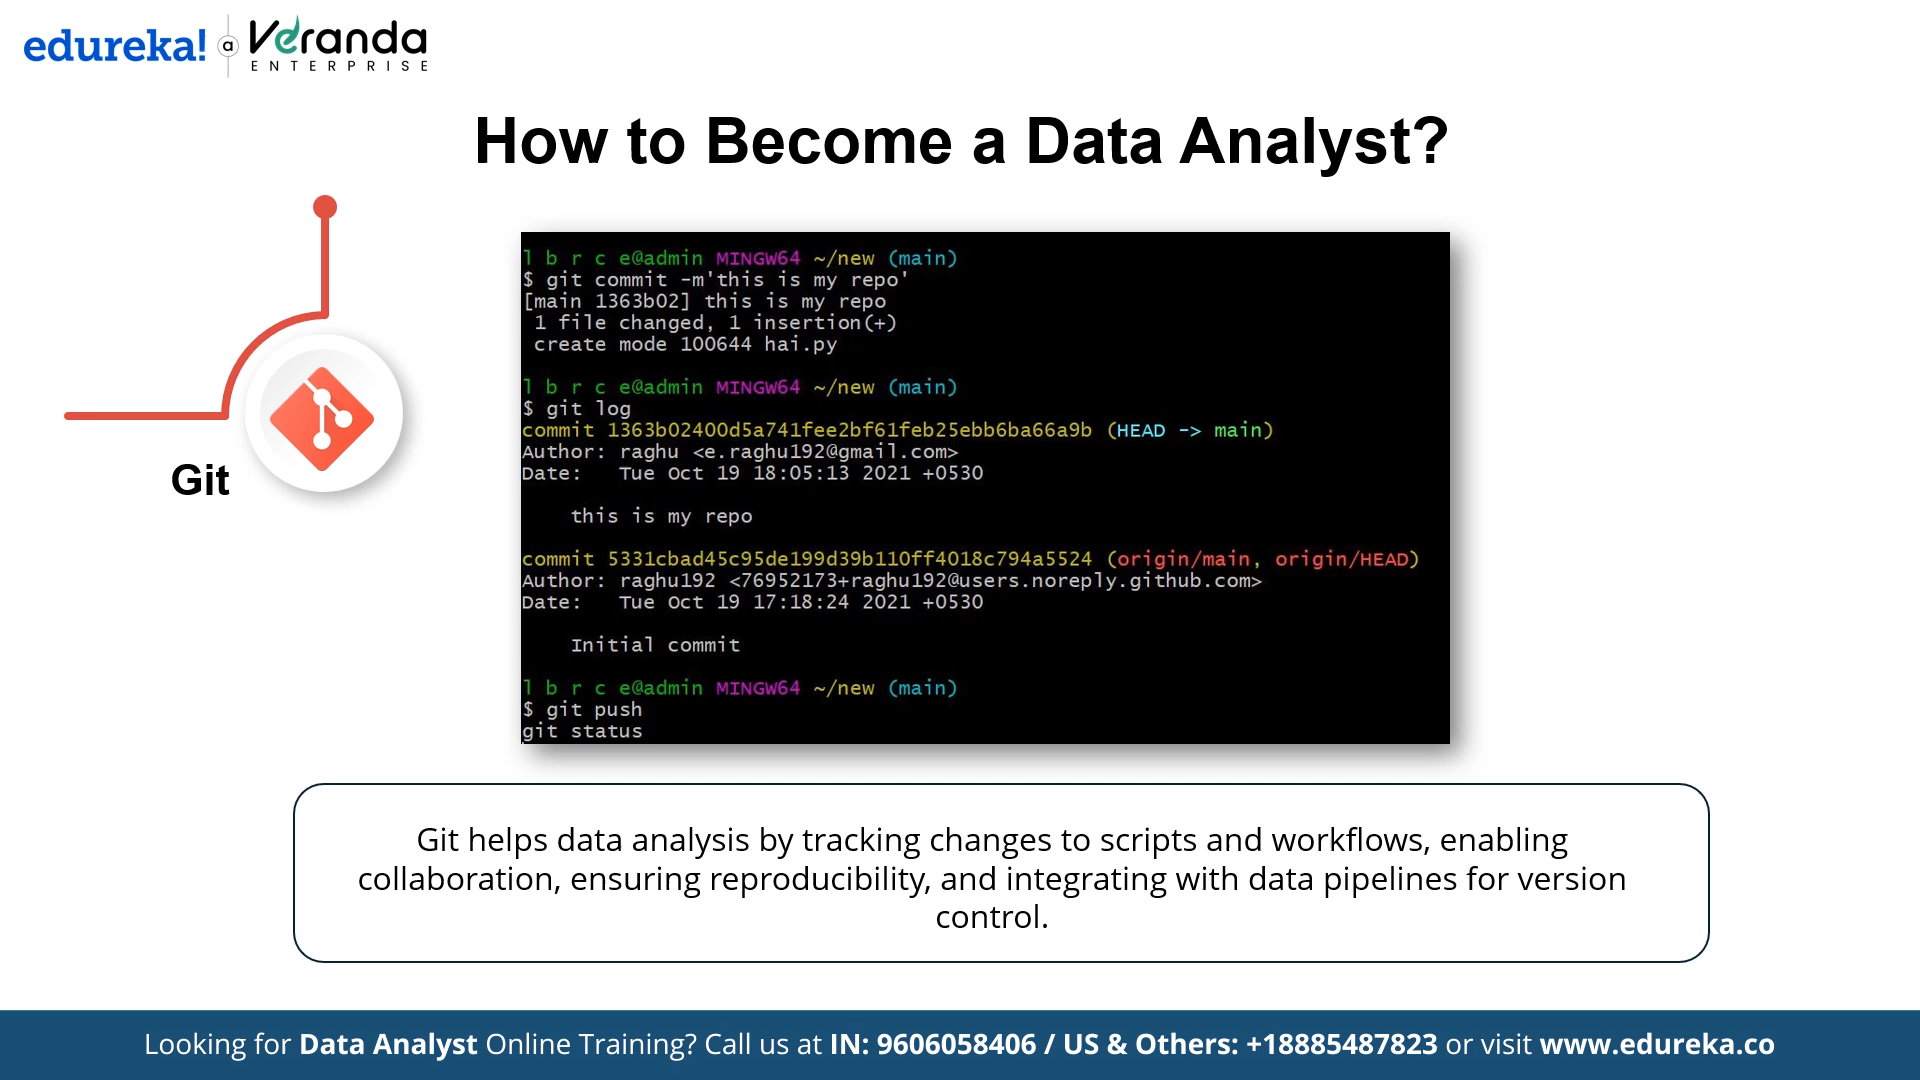 edureka! a Veranda
ENTERPRISE
How to Become a Data Analyst?
Git
l b r c e@admin MINGW64 ~/new (main)
$ git commit -m'this is my repo'
[main 1363b02] this is my repo
1 file changed, 1 insertion(+)
create mode 100644 hai.py
l b r c e@admin MINGW64 ~/new (main)
$ git log
commit 1363b02400d5a741fee2bf61feb25ebb6ba66a9b (HEAD -> main)
Author: raghu <e.raghu192@gmail.com>
Date:   Tue Oct 19 18:05:13 2021 +0530
this is my repo
commit 5331cbad45c95de199d39b110ff4018c794a5524 (origin/main, origin/HEAD)
Author: raghu192 <76952173+raghu192@users.noreply.github.com>
Date:   Tue Oct 19 17:18:24 2021 +0530
Initial commit
l b r c e@admin MINGW64 ~/new (main)
$ git push
git status
Git helps data analysis by tracking changes to scripts and workflows, enabling
collaboration, ensuring reproducibility, and integrating with data pipelines for version
control.
Looking for Data Analyst Online Training? Call us at IN: 9606058406 / US & Others: +18885487823 or visit www.edureka.co